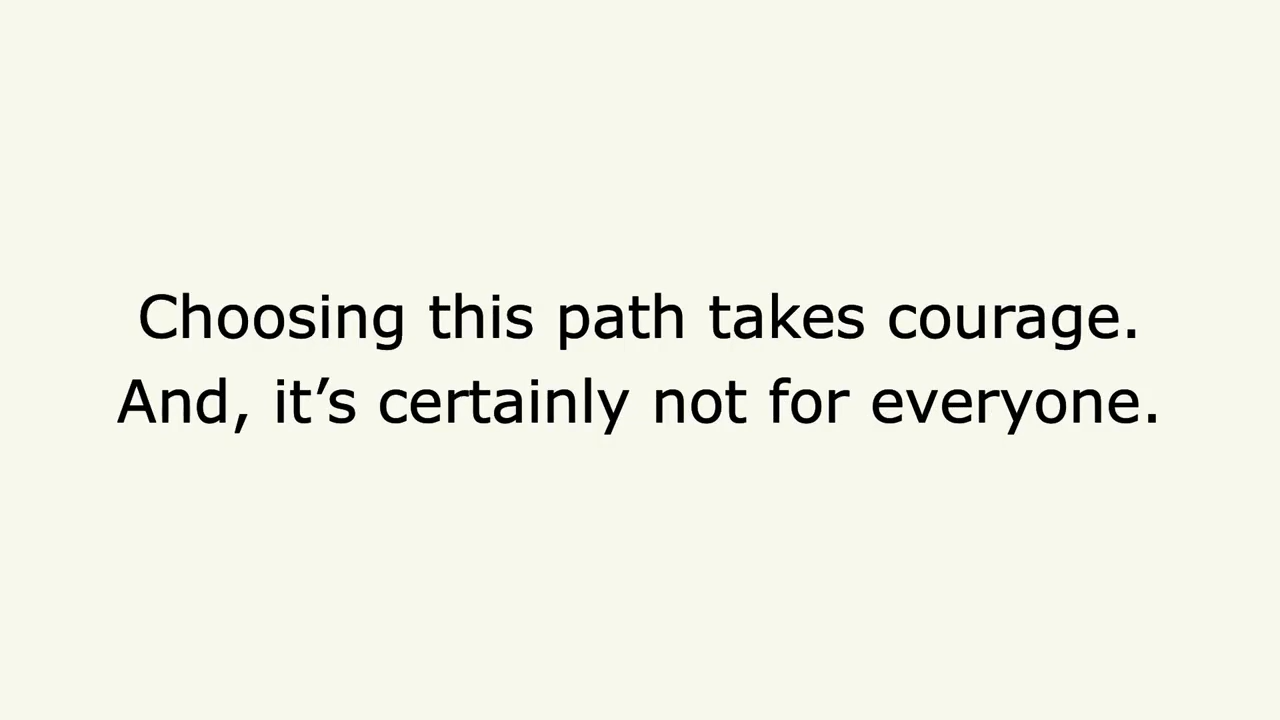 Choosing this path takes courage.
And, it’s certainly not for everyone.